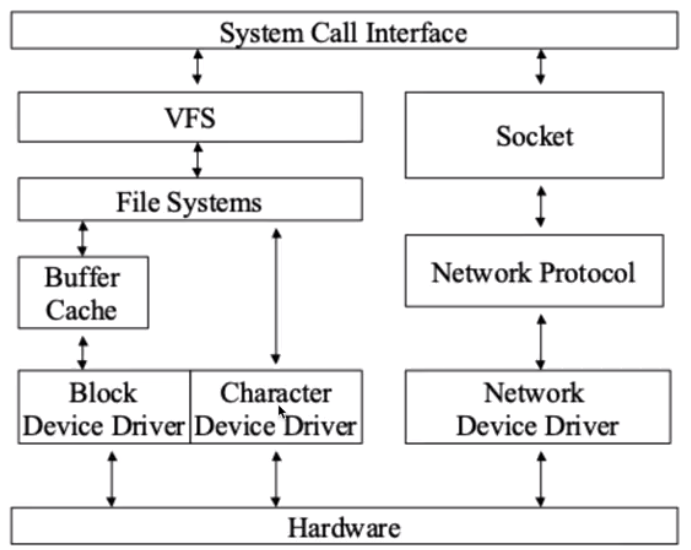 System Call Interface
VFS
Socket
File Systems
Buffer
Cache
Network Protocol
Block
Device Driver
Character
Device Driver
Network
Device Driver
Hardware